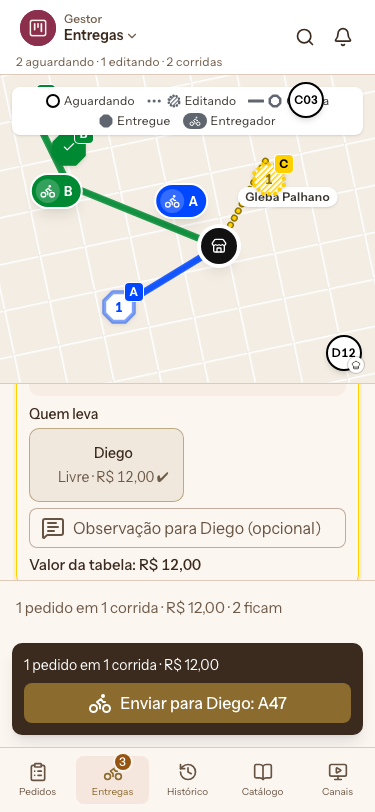 Gestor
Entregas
2 aguardando · 1 editando · 2 corridas
Aguardando
Editando
C03
Entregue
Entregador
B
B
A
C
1
Gleba Palhano
A
1
D12
Quem leva
Diego
Livre · R$ 12,00 ✔
Observação para Diego (opcional)
Valor da tabela: R$ 12,00
1 pedido em 1 corrida · R$ 12,00 · 2 ficam
1 pedido em 1 corrida · R$ 12,00
Enviar para Diego: A47
3
Pedidos
Entregas
Histórico
Catálogo
Canais